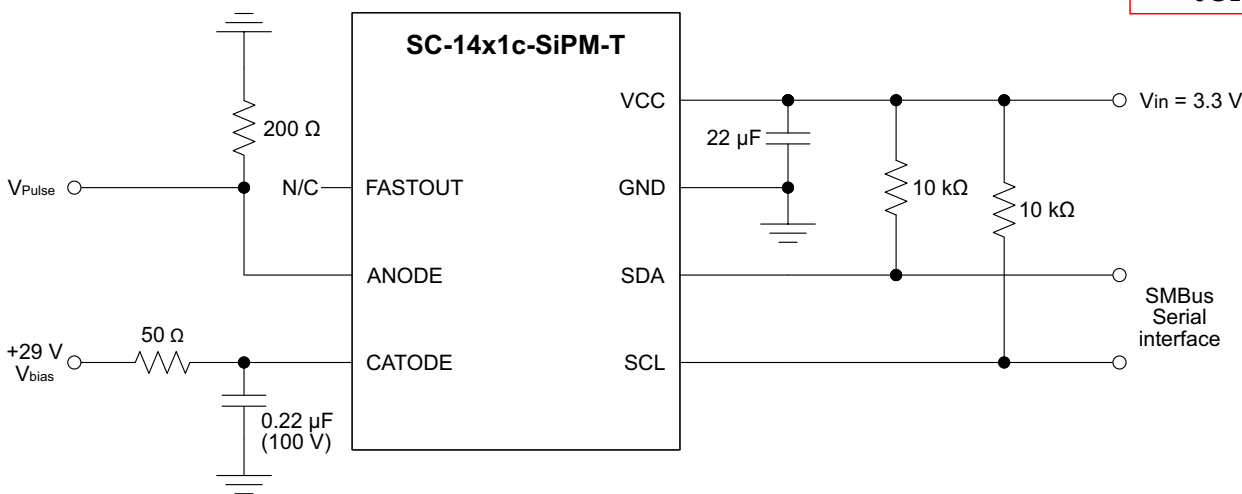 SC-14x1c-SiPM-T
VCC
Vin = 3.3 V
200 Ω
22 µF
VPulse
N/C
FASTOUT
GND
10 kΩ
10 kΩ
ANODE
SDA
SMBus
Serial
interface
50 Ω
+29 V
Vbias
CATODE
SCL
0.22 µF
(100 V)